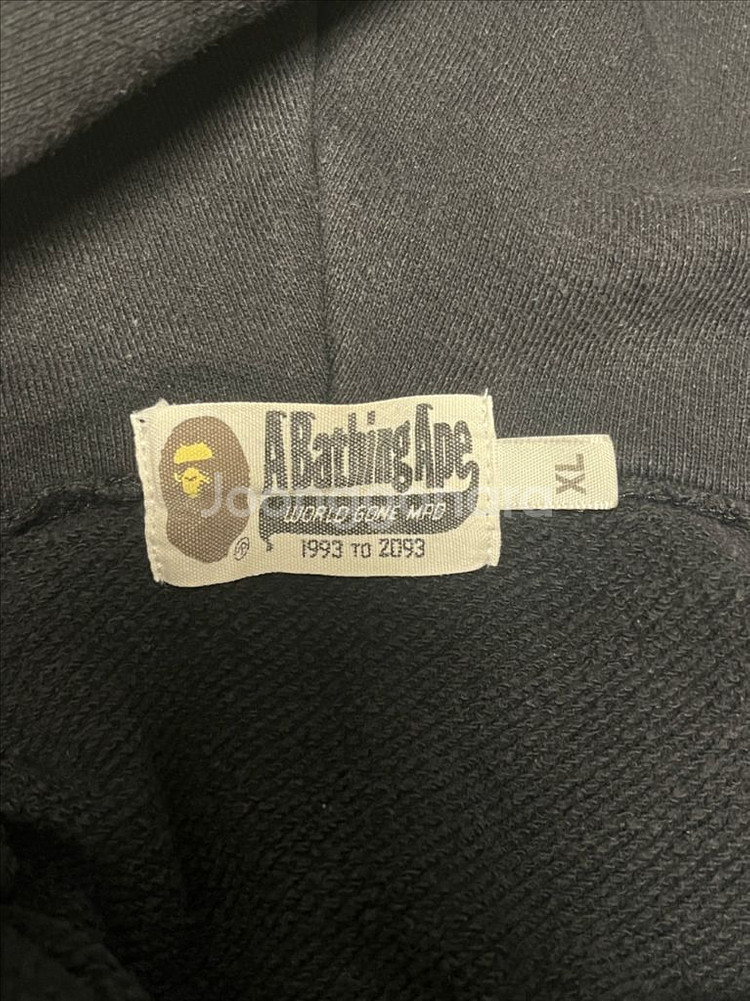 A Bathing Ape
WORLD GONE MAD
1993 TO 2093
®
XL